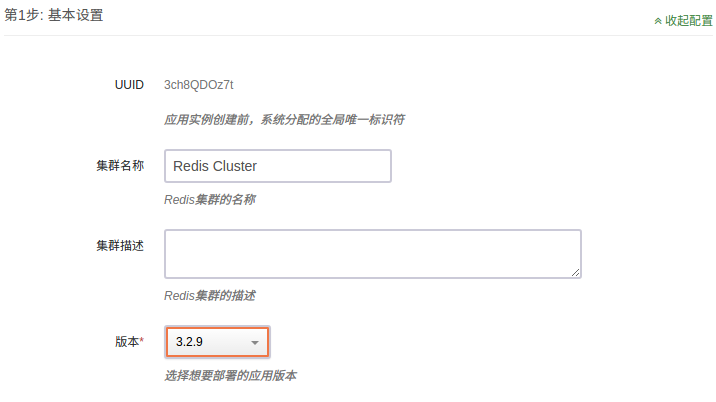 第1步: 基本设置
收起配置
UUID 3ch8QDOz7t
应用实例创建前，系统分配的全局唯一标识符
集群名称 Redis Cluster
Redis集群的名称
集群描述
Redis集群的描述
版本* 3.2.9
选择想要部署的应用版本